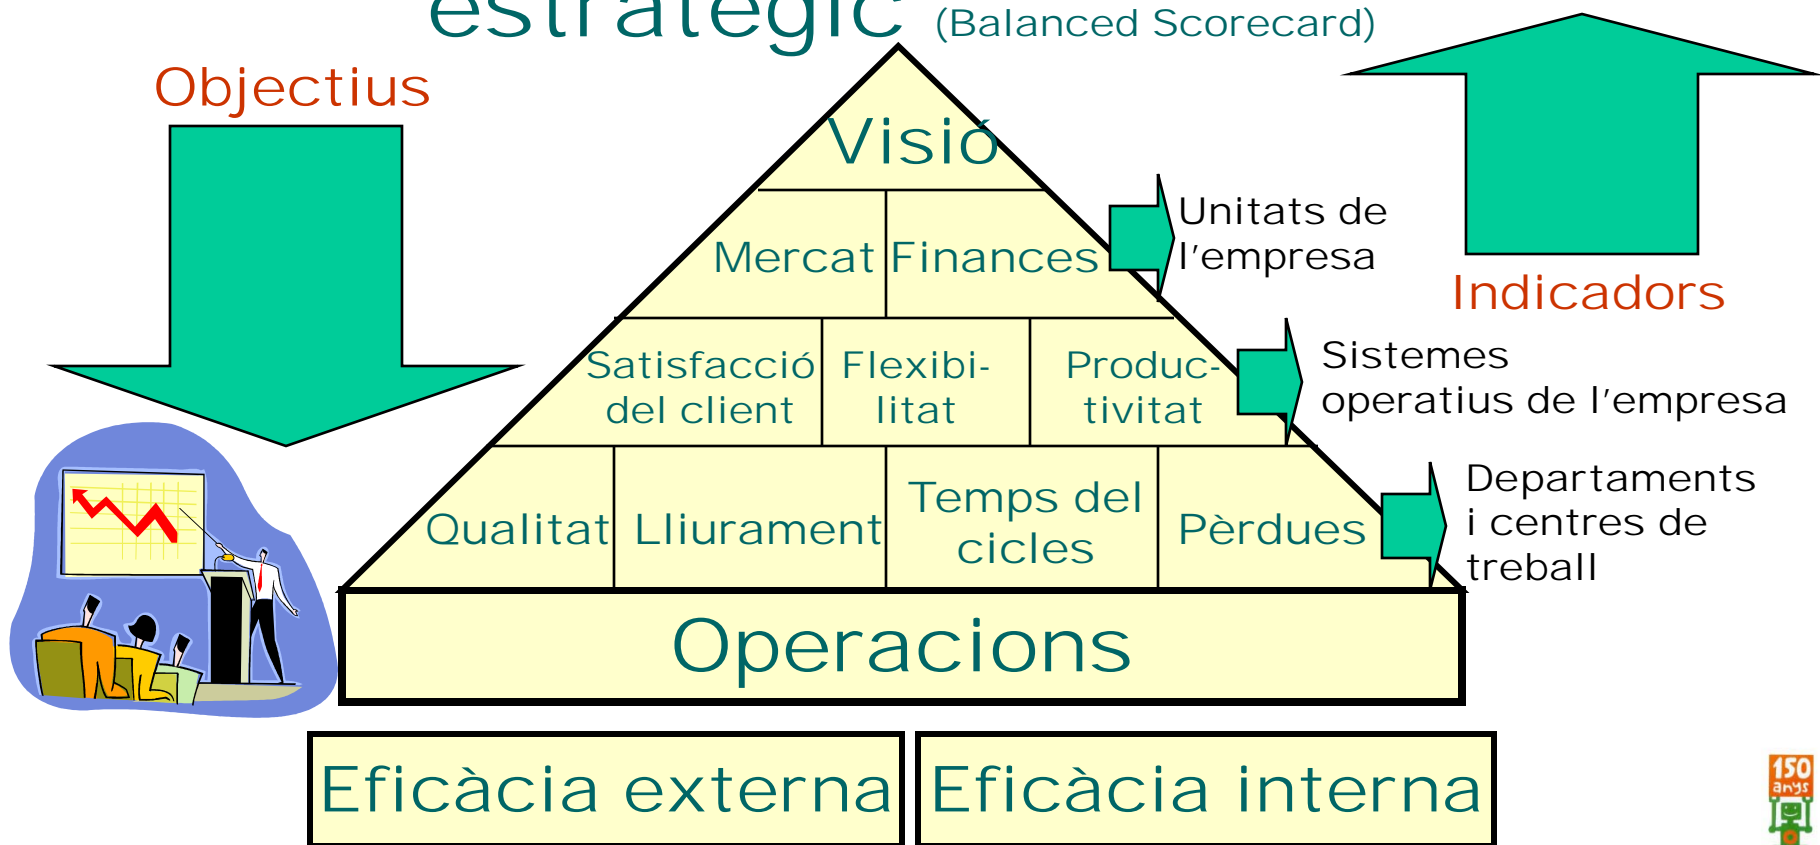 estratègic (Balanced Scorecard)
Objectius
Visió
Unitats de
l’empresa
Mercat
Finances
Indicadors
Satisfacció
del client
Flexibi-
litat
Produc-
tivitat
Sistemes
operatius de l’empresa
Qualitat
Lliurament
Temps del
cicles
Pèrdues
Departaments
i centres de
treball
Operacions
Eficàcia externa
Eficàcia interna
150
anys